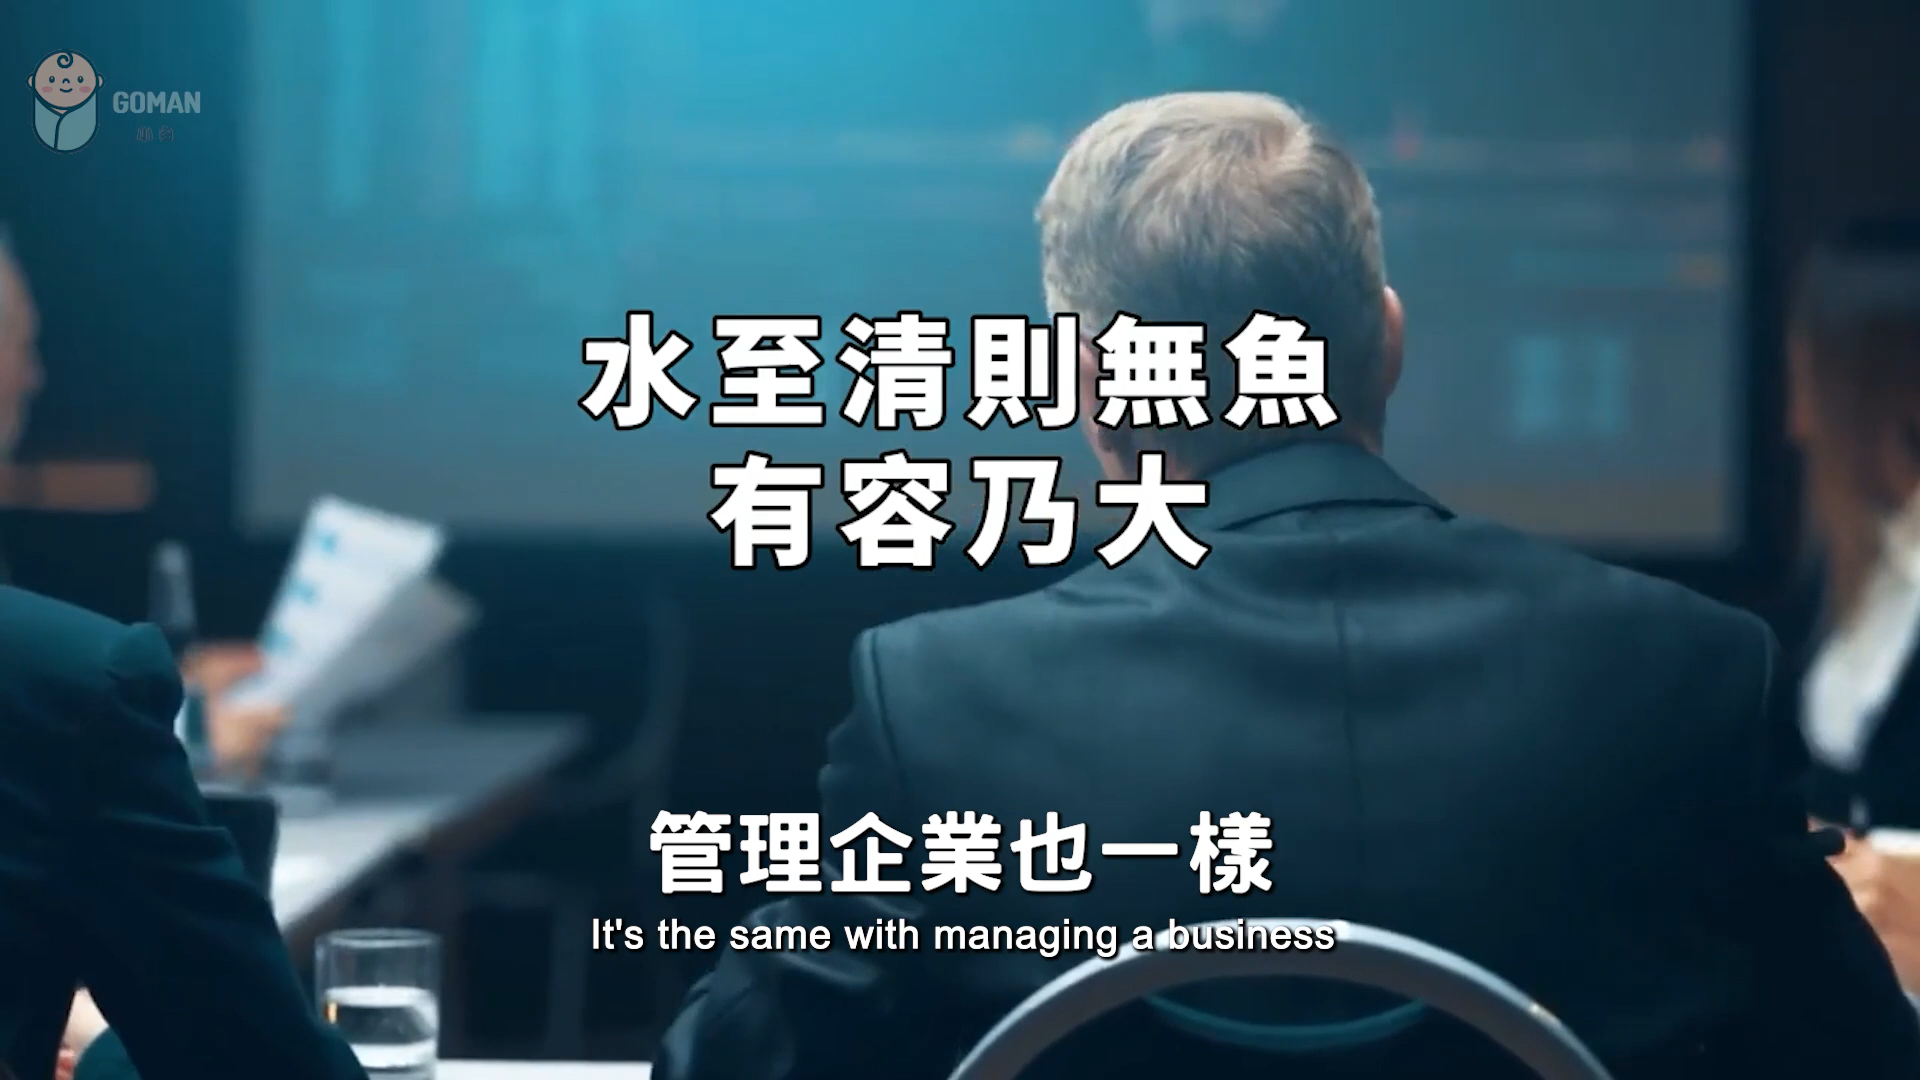 GOMAN
水至清則無魚
有容乃大
管理企業也一樣
It's the same with managing a business